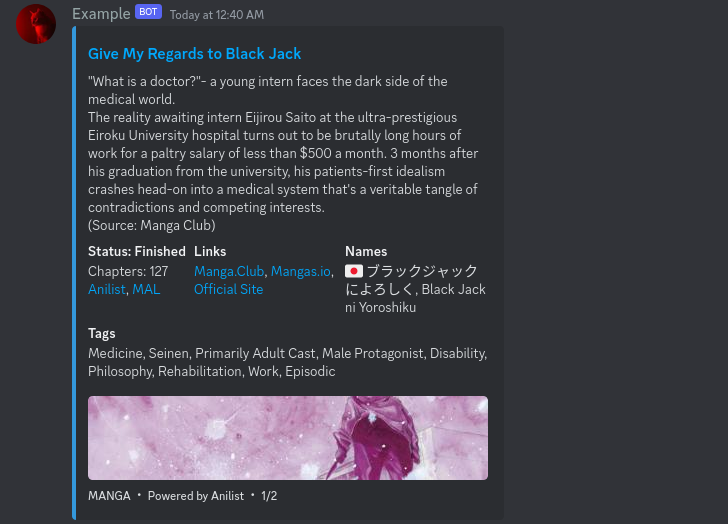 Example BOT Today at 12:40 AM
Give My Regards to Black Jack
"What is a doctor?"- a young intern faces the dark side of the
medical world.
The reality awaiting intern Eijirou Saito at the ultra-prestigious
Eiroku University hospital turns out to be brutally long hours of
work for a paltry salary of less than $500 a month. 3 months after
his graduation from the university, his patients-first idealism
crashes head-on into a medical system that's a veritable tangle of
contradictions and competing interests.
(Source: Manga Club)
Status: Finished
Chapters: 127
Anilist, MAL
Links
Manga.Club, Mangas.io,
Official Site
Names
ブラックジャック
によろしく, Black Jack
ni Yoroshiku
Tags
Medicine, Seinen, Primarily Adult Cast, Male Protagonist, Disability,
Philosophy, Rehabilitation, Work, Episodic
MANGA • Powered by Anilist • 1/2